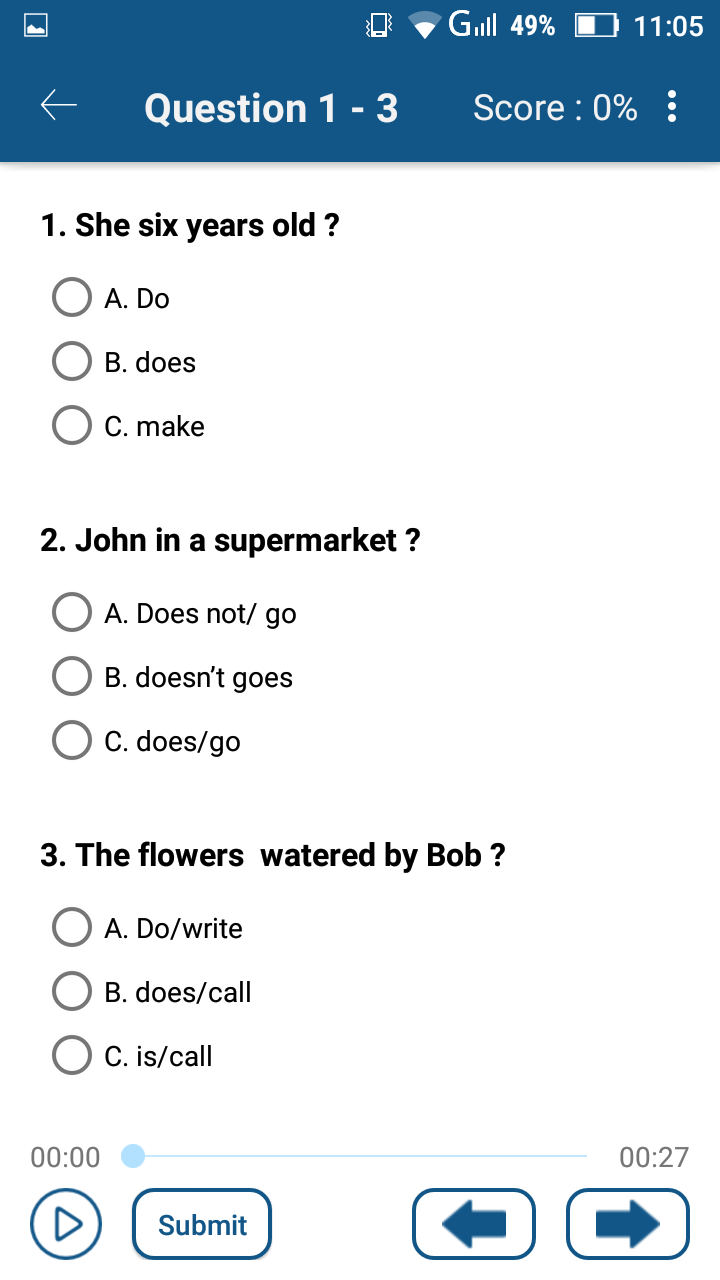 G 49% 11:05
Question 1 - 3 Score : 0%
1. She six years old ?
A. Do
B. does
C. make
2. John in a supermarket ?
A. Does not/ go
B. doesn't goes
C. does/go
3. The flowers  watered by Bob ?
A. Do/write
B. does/call
C. is/call
00:00 00:27
Submit